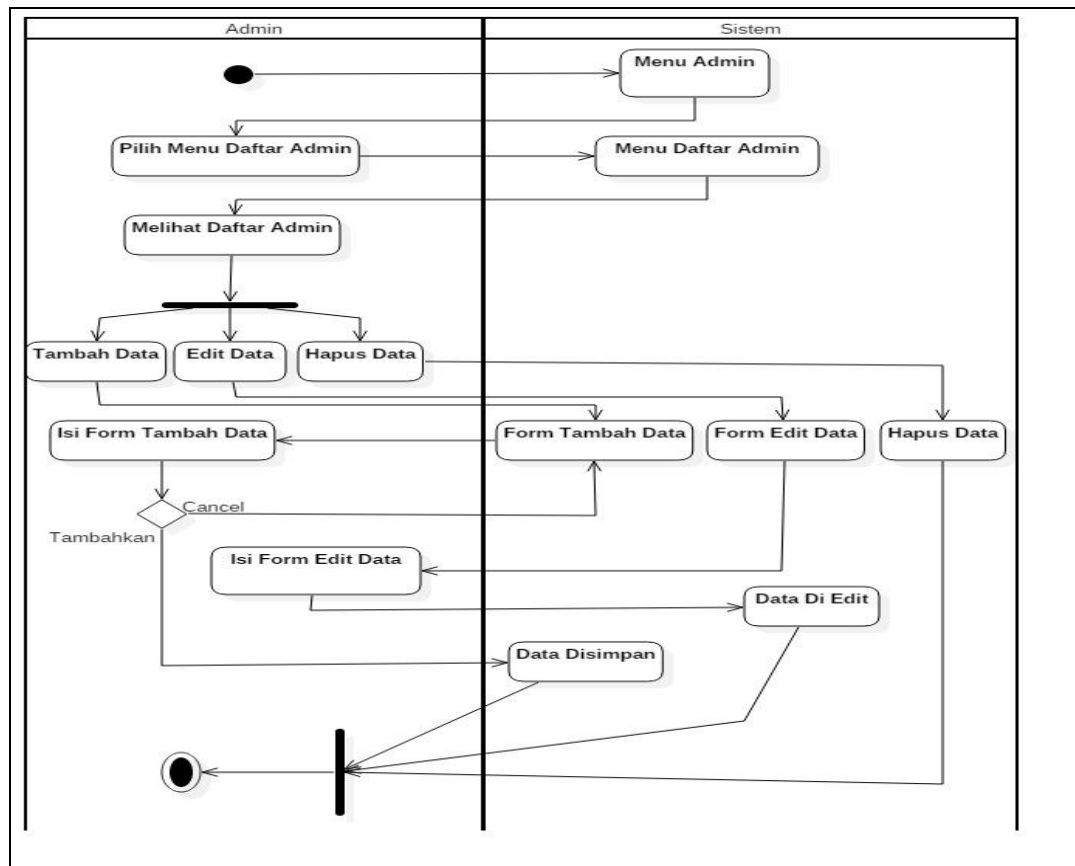 Admin
Sistem
Menu Admin
Pilih Menu Daftar Admin
Menu Daftar Admin
Melihat Daftar Admin
Tambah Data
Edit Data
Hapus Data
Isi Form Tambah Data
Form Tambah Data
Form Edit Data
Hapus Data
Cancel
Tambahkan
Isi Form Edit Data
Data Di Edit
Data Disimpan